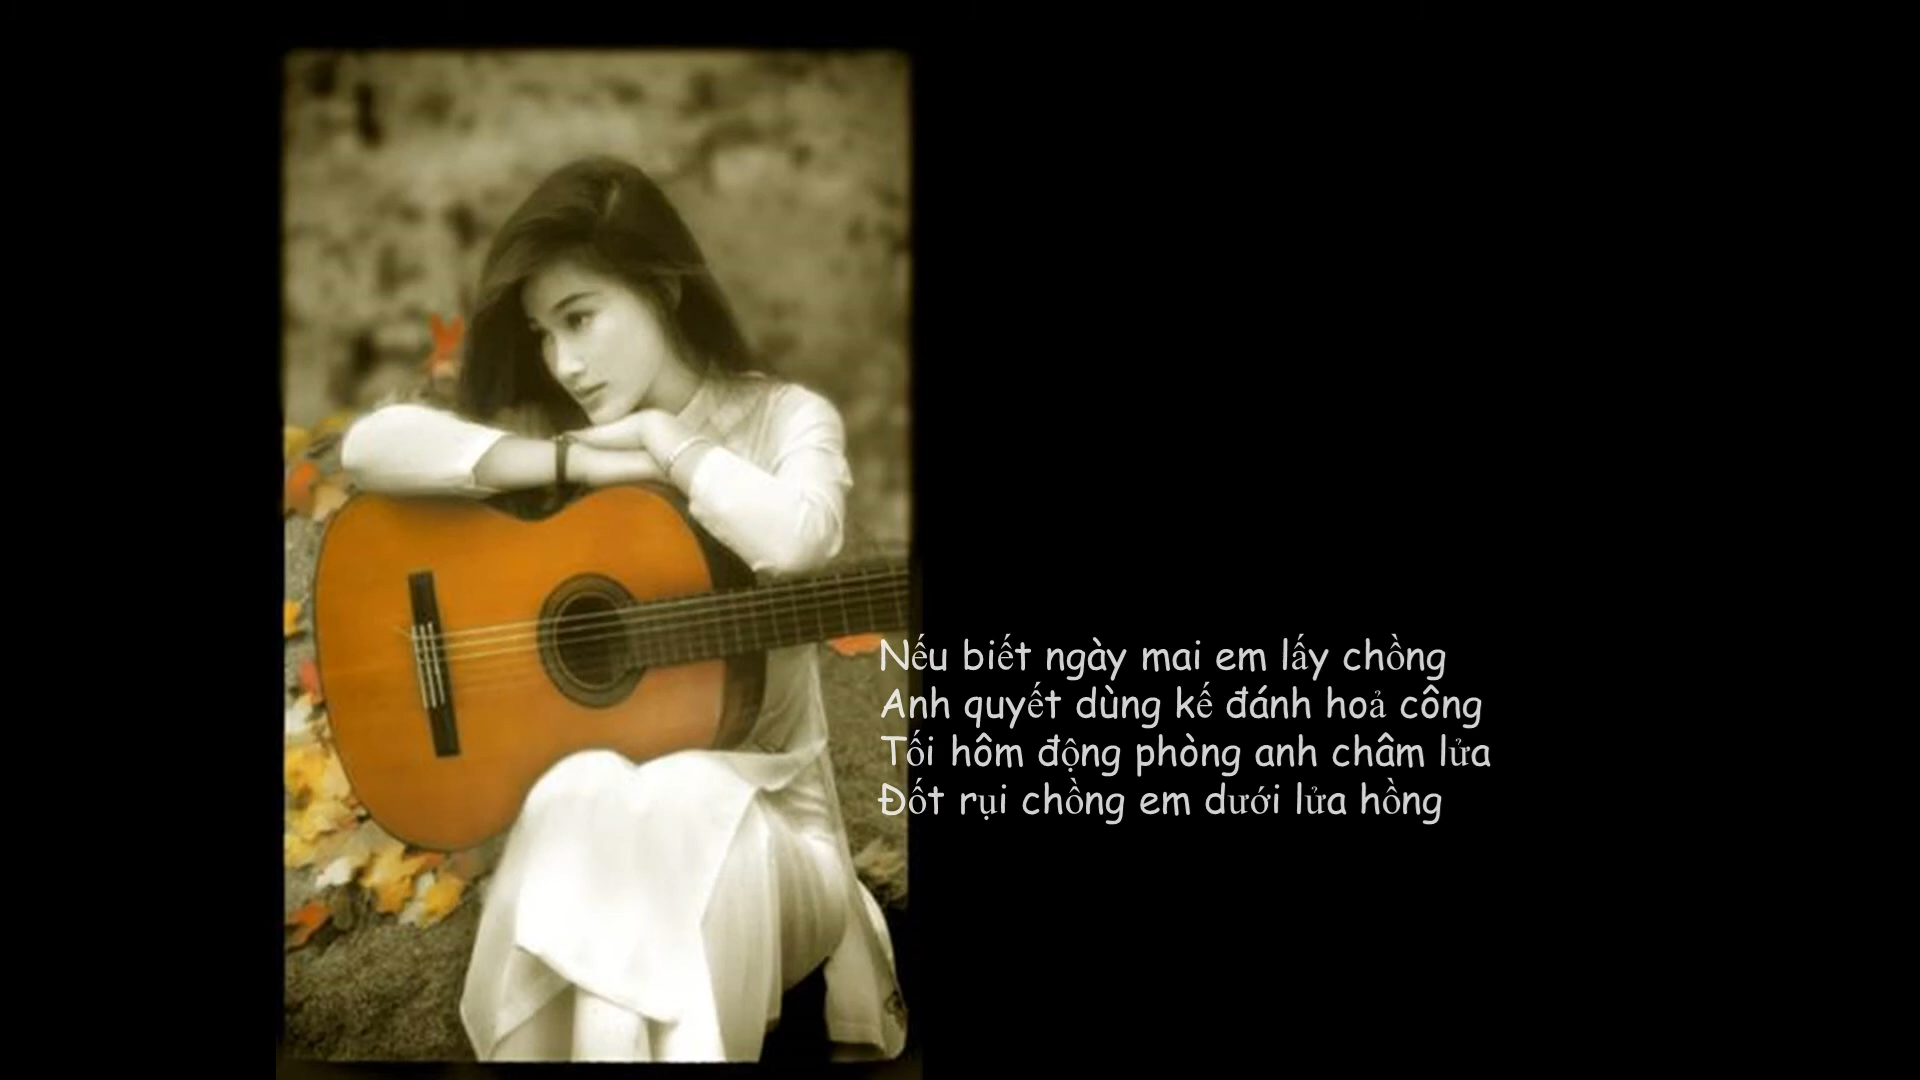 Nếu biết ngày mai em lấy chồng
Anh quyết dùng kế đánh hoả công
Tối hôm động phòng anh châm lửa
Đốt rụi chồng em dưới lửa hồng